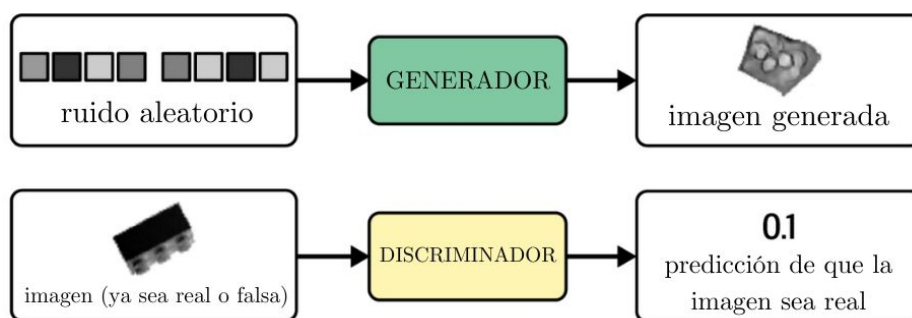 ruido aleatorio
GENERADOR
imagen generada
imagen (ya sea real o falsa)
DISCRIMINADOR
0.1
predicción de que la
imagen sea real